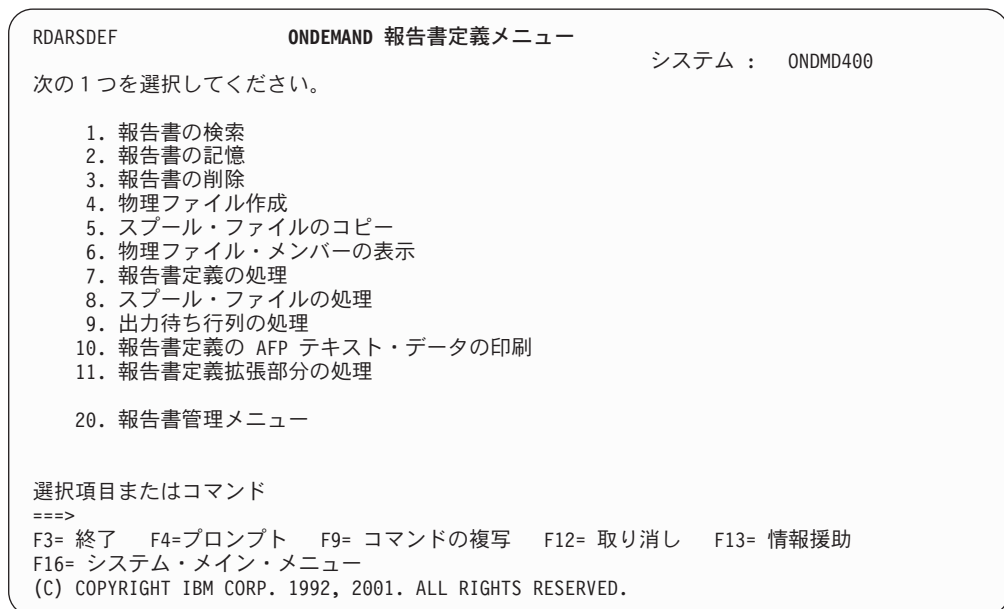 RDARSDEF ONDEMAND 報告書定義メニュー
システム : ONDMD400
次の１つを選択してください。
1. 報告書の検索
2. 報告書の記憶
3. 報告書の削除
4. 物理ファイル作成
5. スプール・ファイルのコピー
6. 物理ファイル・メンバーの表示
7. 報告書定義の処理
8. スプール・ファイルの処理
9. 出力待ち行列の処理
10. 報告書定義の AFP テキスト・データの印刷
11. 報告書定義拡張部分の処理
20. 報告書管理メニュー
選択項目またはコマンド
===>
F3= 終了 F4=プロンプト F9= コマンドの複写 F12= 取り消し F13= 情報援助
F16= システム・メイン・メニュー
(C) COPYRIGHT IBM CORP. 1992, 2001. ALL RIGHTS RESERVED.